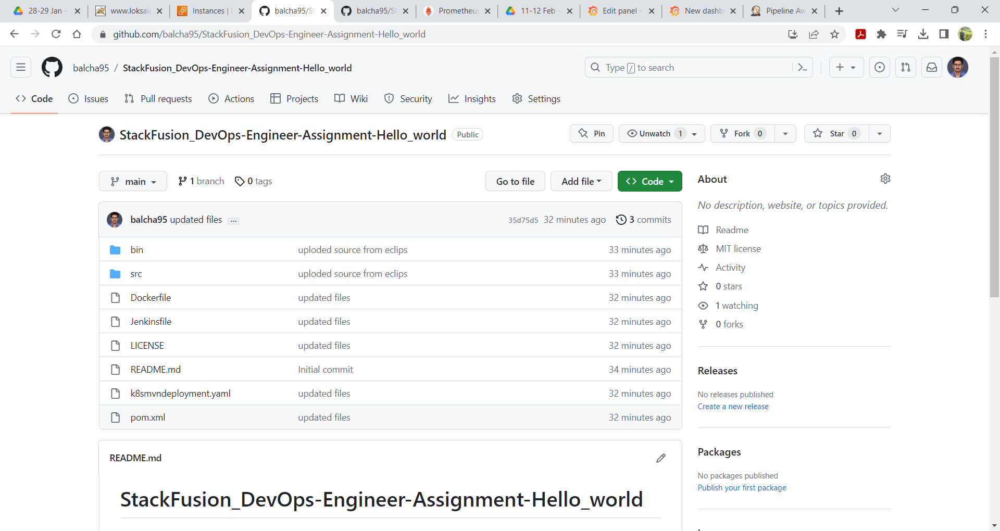 28-29 Jan -
www.loksai
Instances | E
balcha95/St
balcha95/St
Prometheus
11-12 Feb -
Edit panel -
New dashb
Pipeline Aw
github.com/balcha95/StackFusion_DevOps-Engineer-Assignment-Hello_world
balcha95 / StackFusion_DevOps-Engineer-Assignment-Hello_world
Type / to search
Code
Issues
Pull requests
Actions
Projects
Wiki
Security
Insights
Settings
StackFusion_DevOps-Engineer-Assignment-Hello_world
Public
Pin
Unwatch 1
Fork 0
Star 0
main
1 branch
0 tags
Go to file
Add file
Code
balcha95 updated files ...
35d75d5 32 minutes ago
3 commits
bin uploded source from eclips 33 minutes ago
src uploded source from eclips 33 minutes ago
Dockerfile updated files 32 minutes ago
Jenkinsfile updated files 32 minutes ago
LICENSE updated files 32 minutes ago
README.md Initial commit 34 minutes ago
k8smvndeployment.yaml updated files 32 minutes ago
pom.xml updated files 32 minutes ago
README.md
StackFusion_DevOps-Engineer-Assignment-Hello_world
About
No description, website, or topics provided.
Readme
MIT license
Activity
0 stars
1 watching
0 forks
Releases
No releases published
Create a new release
Packages
No packages published
Publish your first package